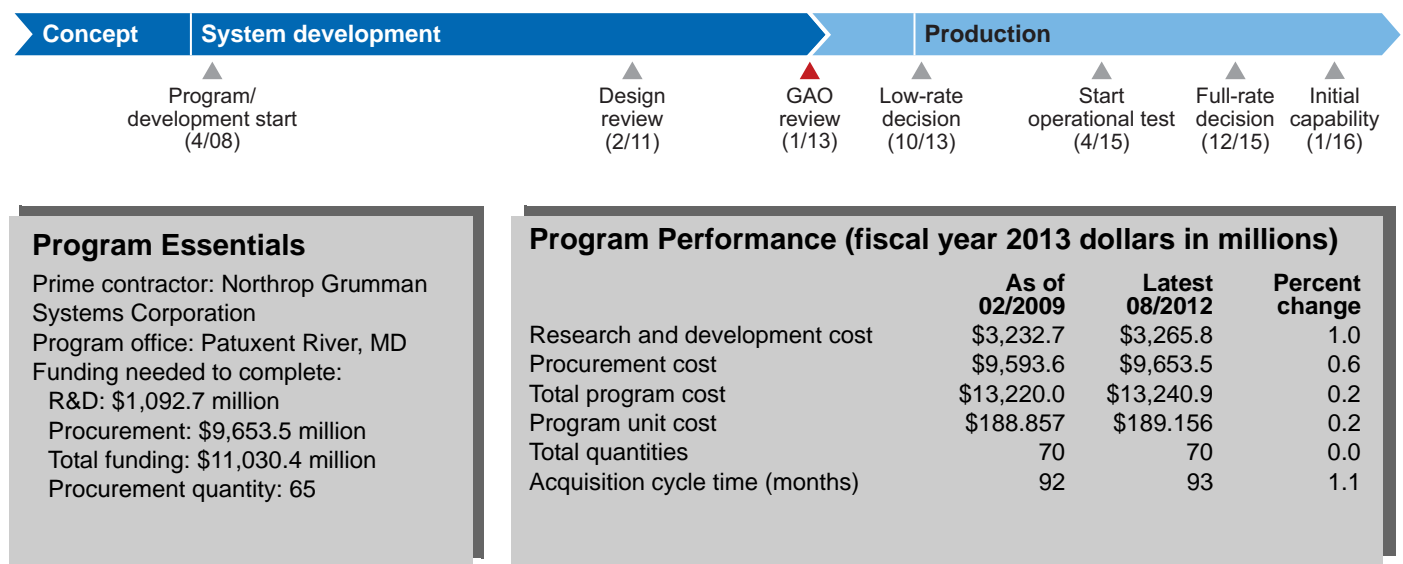 Concept System development Production
Program/
development start
(4/08)
Design
review
(2/11)
GAO
review
(1/13)
Low-rate
decision
(10/13)
Start
operational test
(4/15)
Full-rate
decision
(12/15)
Initial
capability
(1/16)
Program Essentials
Prime contractor: Northrop Grumman
Systems Corporation
Program office: Patuxent River, MD
Funding needed to complete:
R&D: $1,092.7 million
Procurement: $9,653.5 million
Total funding: $11,030.4 million
Procurement quantity: 65
Program Performance (fiscal year 2013 dollars in millions)
As of Latest Percent
02/2009 08/2012 change
Research and development cost $3,232.7 $3,265.8 1.0
Procurement cost $9,593.6 $9,653.5 0.6
Total program cost $13,220.0 $13,240.9 0.2
Program unit cost $188.857 $189.156 0.2
Total quantities 70 70 0.0
Acquisition cycle time (months) 92 93 1.1